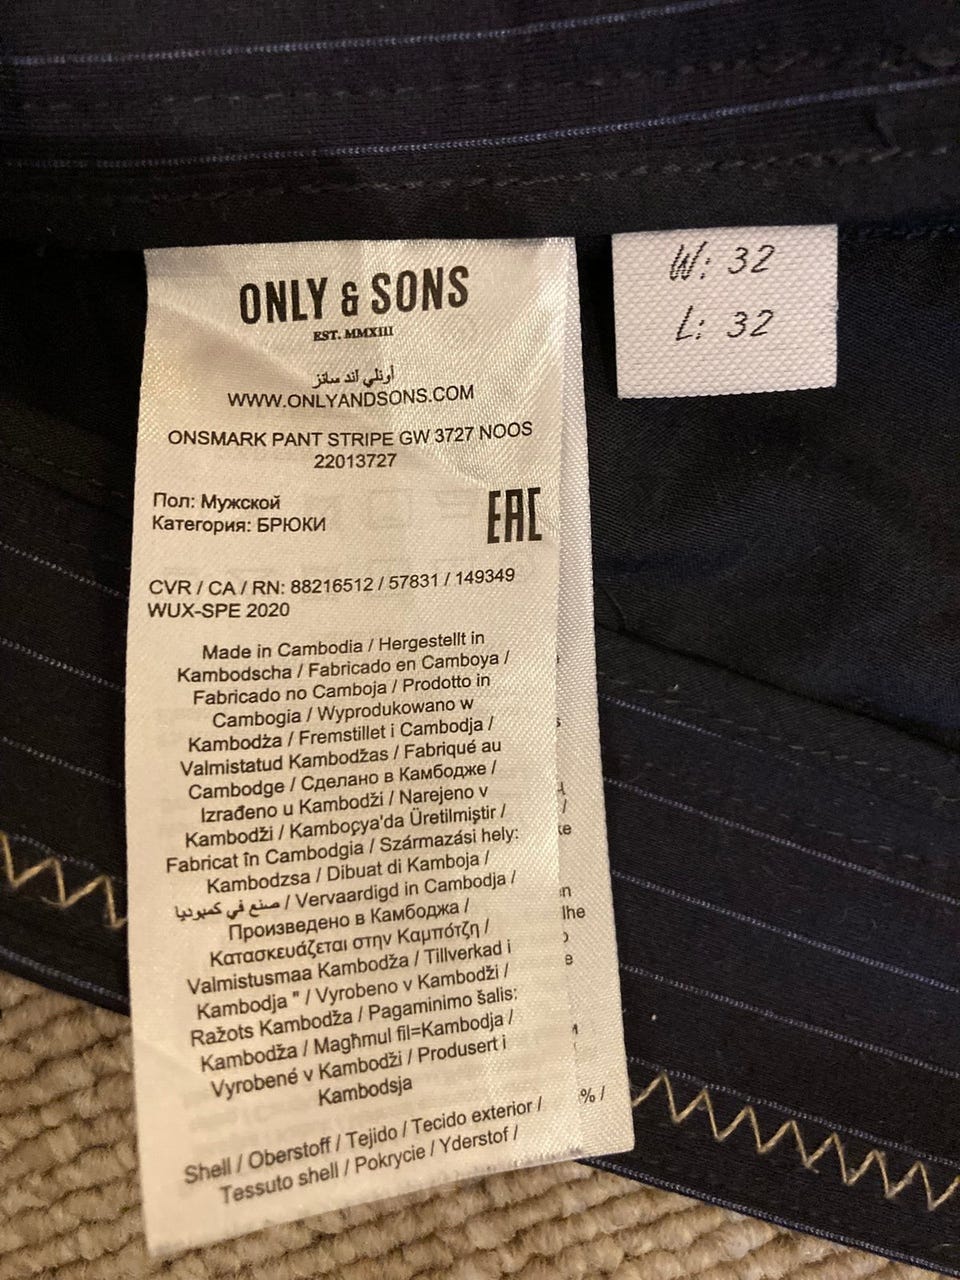 ONLY & SONS
EST. MMXIII
أونلي اند سانز
WWW.ONLYANDSONS.COM
ONSMARK PANT STRIPE GW 3727 NOOS
22013727
Пол: Мужской
Категория: БРЮКИ
EAC
CVR / CA / RN: 88216512 / 57831 / 149349
WUX-SPE 2020
Made in Cambodia / Hergestellt in
Kambodscha / Fabricado en Camboya /
Fabricado no Camboja / Prodotto in
Cambogia / Wyprodukowano w
Kambodża / Fremstillet i Cambodja /
Valmistatud Kambodžas / Fabriqué au
Cambodge / Сделано в Камбодже /
Izrađeno u Kambodži / Narejeno v
Kambodži / Kamboçya'da Üretilmiştir /
Fabricat în Cambodgia / Származási hely:
Kambodzsa / Dibuat di Kamboja /
صنع في كمبوديا / Vervaardigd in Cambodja /
Произведено в Камбоджа /
Κατασκευάζεται στην Καμπότζη /
Valmistusmaa Kambodža / Tillverkad i
Kambodja " / Vyrobeno v Kambodži /
Ražots Kambodža / Pagaminimo šalis:
Kambodža / Magħmul fil=Kambodja /
Vyrobené v Kambodži / Produsert i
Kambodsja
Shell / Oberstoff / Tejido / Tecido exterior /
Tessuto shell / Pokrycie / Yderstof /
% /
W: 32
L: 32